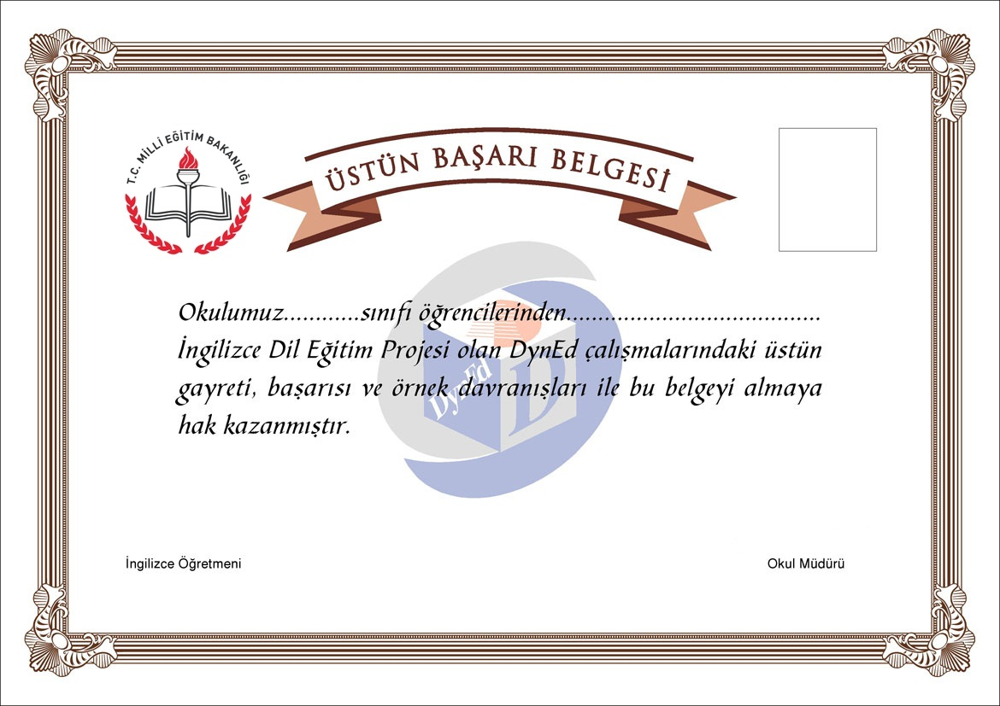 T.C. MİLLÎ EĞİTİM BAKANLIĞI
ÜSTÜN BAŞARI BELGESİ
Okulumuz............sınıfı öğrencilerinden.......................................
İngilizce Dil Eğitim Projesi olan DynEd çalışmalarındaki üstün
gayreti, başarısı ve örnek davranışları ile bu belgeyi almaya
hak kazanmıştır.
DynEd
D
İngilizce Öğretmeni
Okul Müdürü